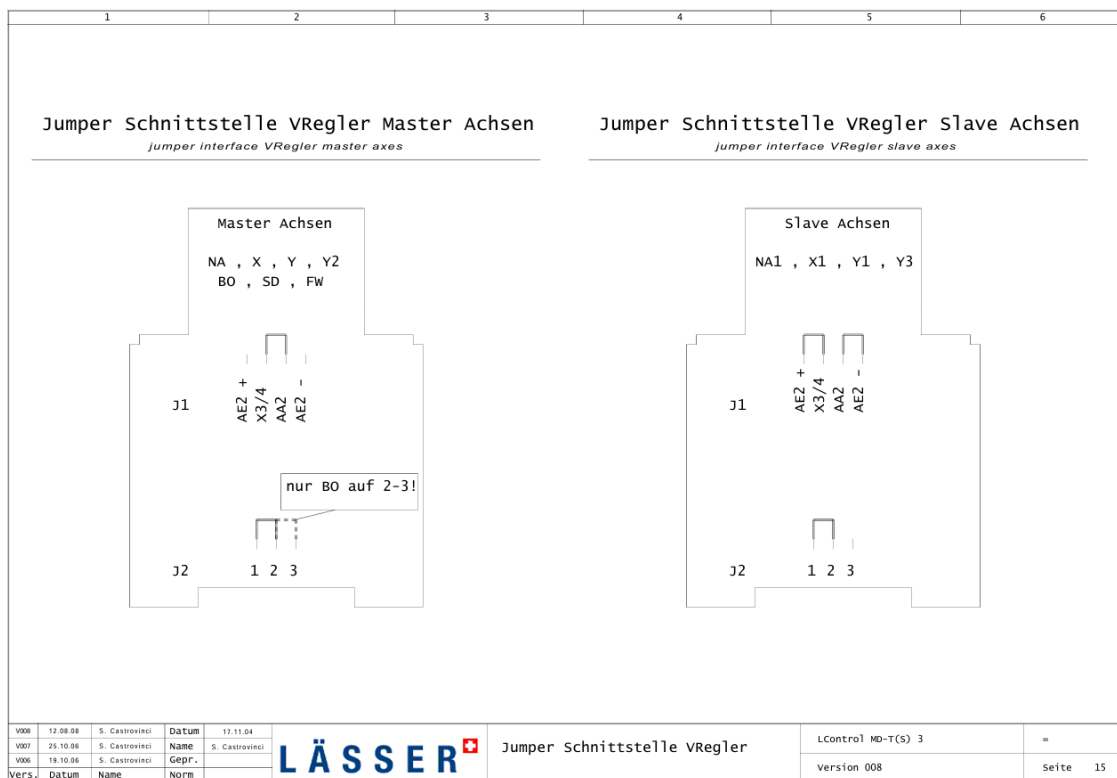 1 2 3 4 5 6
Jumper Schnittstelle VRegler Master Achsen
jumper interface VRegler master axes
Jumper Schnittstelle VRegler Slave Achsen
jumper interface VRegler slave axes
Master Achsen
NA , X , Y , Y2
BO , SD , FW
J1
AE2 +
X3/4
AA2
AE2 -
nur BO auf 2-3!
J2
1 2 3
Slave Achsen
NA1 , X1 , Y1 , Y3
J1
AE2 +
X3/4
AA2
AE2 -
J2
1 2 3
V008 12.08.08 S. Castrovinci Datum 17.11.04
V007 25.10.06 S. Castrovinci Name S. Castrovinci
V006 19.10.06 S. Castrovinci Gepr.
Vers. Datum Name Norm
LÄSSER
Jumper Schnittstelle VRegler
LControl MD-T(S) 3
=
Version 008
Seite 15